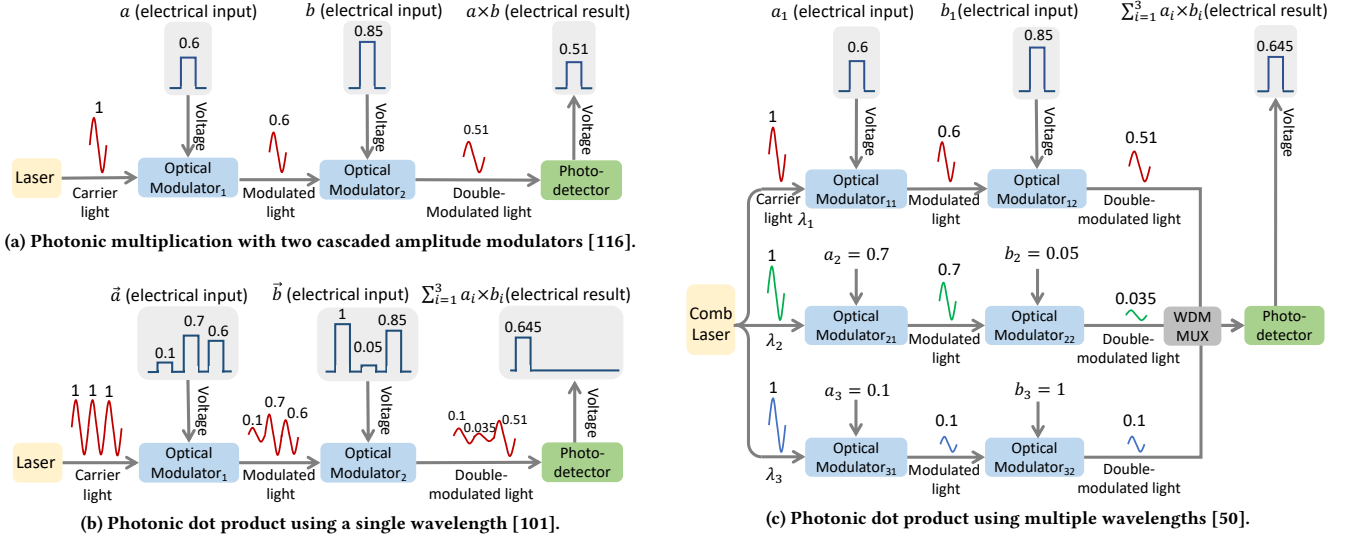 a (electrical input)
b (electrical input)
a×b (electrical result)
0.6
0.85
0.51
Voltage
Voltage
Voltage
1
0.6
0.51
Laser
Optical
Modulator₁
Optical
Modulator₂
Photo-
detector
Carrier
light
Modulated
light
Double-
Modulated light
(a) Photonic multiplication with two cascaded amplitude modulators [116].
a⃗ (electrical input)
b⃗ (electrical input)
∑³ᵢ₌₁ aᵢ×bᵢ(electrical result)
0.1
0.7
0.6
1
0.05
0.85
0.645
Voltage
Voltage
Voltage
1 1 1
0.1
0.7
0.6
0.1
0.035
0.51
Laser
Optical
Modulator₁
Optical
Modulator₂
Photo-
detector
Carrier
light
Modulated
light
Double-
modulated light
(b) Photonic dot product using a single wavelength [101].
a₁ (electrical input)
b₁(electrical input)
∑³ᵢ₌₁ aᵢ×bᵢ(electrical result)
0.6
0.85
0.645
Voltage
Voltage
Voltage
1
0.6
0.51
Optical
Modulator₁₁
Optical
Modulator₁₂
Carrier
light λ₁
Modulated
light
Double-
modulated light
a₂ = 0.7
b₂ = 0.05
1
0.7
0.035
Comb
Laser
Optical
Modulator₂₁
Optical
Modulator₂₂
WDM
MUX
Photo-
detector
λ₂
Modulated
light
Double-
modulated light
a₃ = 0.1
b₃ = 1
1
0.1
0.1
Optical
Modulator₃₁
Optical
Modulator₃₂
λ₃
Modulated
light
Double-
modulated light
(c) Photonic dot product using multiple wavelengths [50].